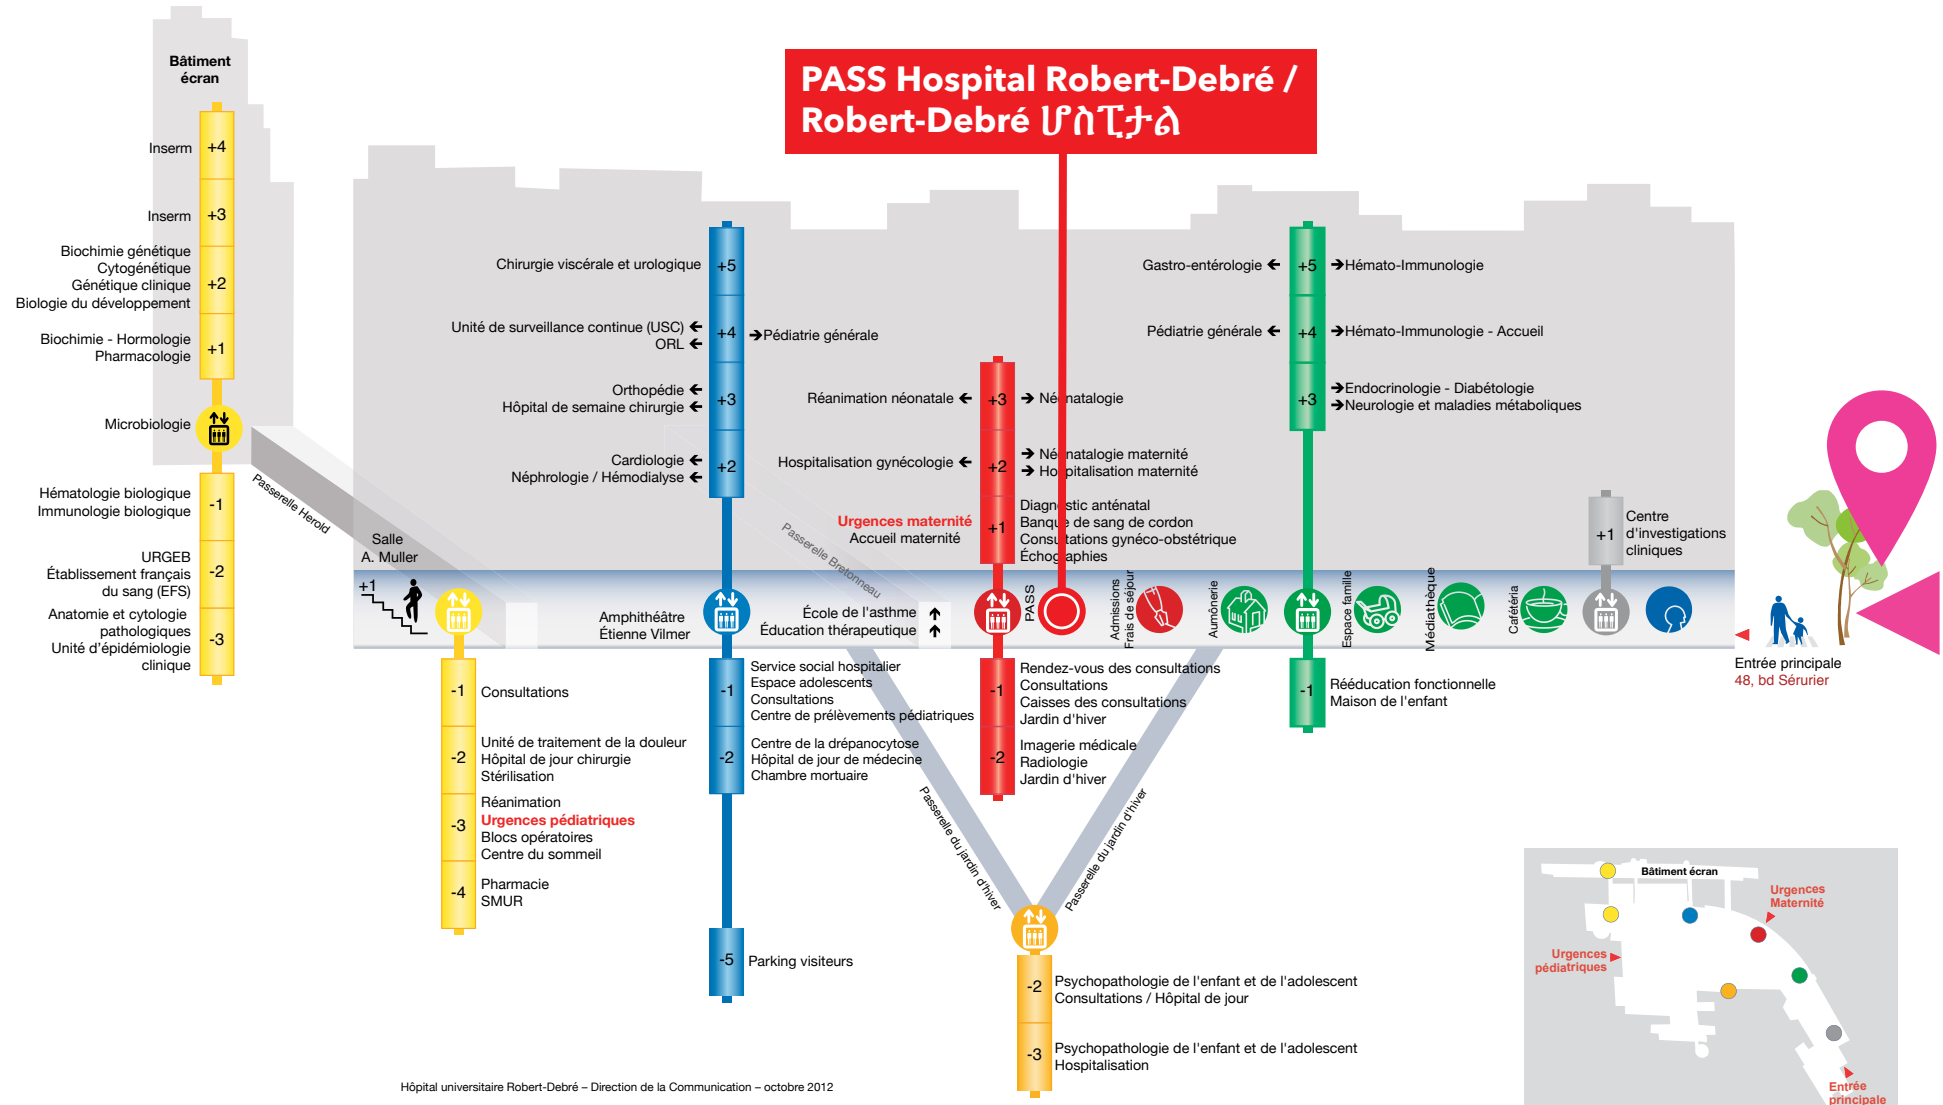 PASS Hospital Robert-Debré /
Robert-Debré ሆስፒታል
Bâtiment
écran
+4
Inserm
+3
Inserm
+2
Biochimie génétique
Cytogénétique
Génétique clinique
Biologie du développement
+1
Biochimie - Hormologie
Pharmacologie
Microbiologie
-1
Hématologie biologique
Immunologie biologique
-2
URGEB
Établissement français
du sang (EFS)
-3
Anatomie et cytologie
pathologiques
Unité d'épidémiologie
clinique
Passerelle Herold
Salle
A. Muller
+1
-1
Consultations
-2
Unité de traitement de la douleur
Hôpital de jour chirurgie
Stérilisation
-3
Réanimation
Urgences pédiatriques
Blocs opératoires
Centre du sommeil
-4
Pharmacie
SMUR
+5
Chirurgie viscérale et urologique
+4
Unité de surveillance continue (USC)
ORL
Pédiatrie générale
+3
Orthopédie
Hôpital de semaine chirurgie
+2
Cardiologie
Néphrologie / Hémodialyse
Amphithéâtre
Étienne Vilmer
-1
Service social hospitalier
Espace adolescents
Consultations
Centre de prélèvements pédiatriques
-2
Centre de la drépanocytose
Hôpital de jour de médecine
Chambre mortuaire
-5
Parking visiteurs
Passerelle Bretonneau
École de l'asthme
Éducation thérapeutique
+3
Réanimation néonatale
Néonatalogie
+2
Hospitalisation gynécologie
Néonatalogie maternité
Hospitalisation maternité
+1
Urgences maternité
Accueil maternité
Diagnostic anténatal
Banque de sang de cordon
Consultations gynéco-obstétrique
Échographies
PASS
-1
Rendez-vous des consultations
Consultations
Caisses des consultations
Jardin d'hiver
-2
Imagerie médicale
Radiologie
Jardin d'hiver
Passerelle du jardin d'hiver
Passerelle du jardin d'hiver
-2
Psychopathologie de l'enfant et de l'adolescent
Consultations / Hôpital de jour
-3
Psychopathologie de l'enfant et de l'adolescent
Hospitalisation
Admissions
Frais de séjour
Aumônerie
+5
Gastro-entérologie
Hémato-Immunologie
+4
Pédiatrie générale
Hémato-Immunologie - Accueil
+3
Endocrinologie - Diabétologie
Neurologie et maladies métaboliques
-1
Rééducation fonctionnelle
Maison de l'enfant
Espace famille
Médiathèque
Cafétéria
+1
Centre
d'investigations
cliniques
Entrée principale
48, bd Sérurier
Bâtiment écran
Urgences
Maternité
Urgences
pédiatriques
Entrée
principale
Hôpital universitaire Robert-Debré – Direction de la Communication – octobre 2012